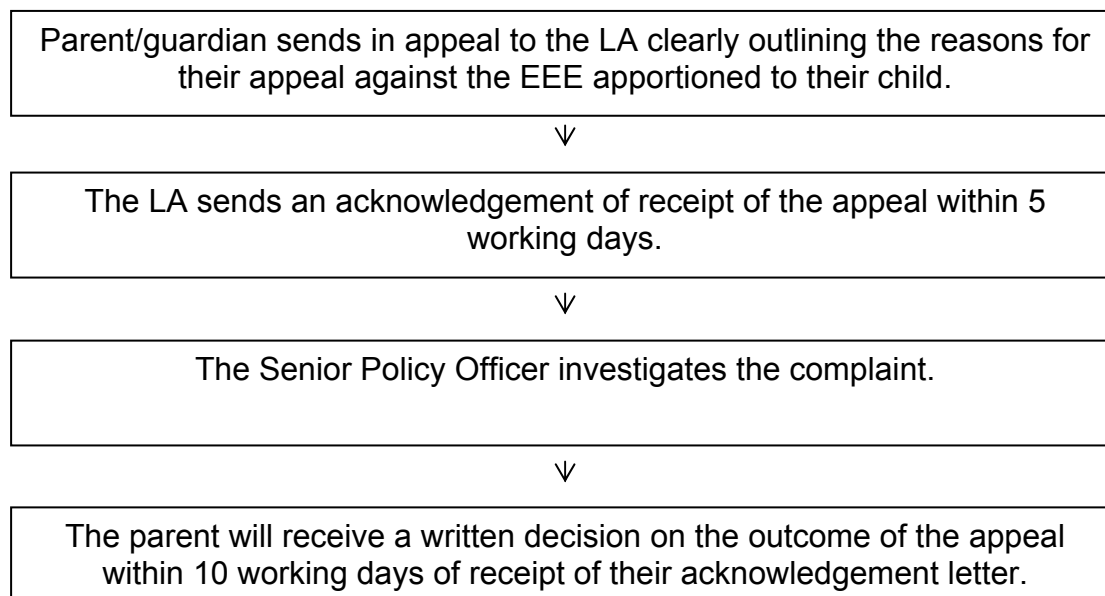 Parent/guardian sends in appeal to the LA clearly outlining the reasons for
their appeal against the EEE apportioned to their child.
The LA sends an acknowledgement of receipt of the appeal within 5
working days.
The Senior Policy Officer investigates the complaint.
The parent will receive a written decision on the outcome of the appeal
within 10 working days of receipt of their acknowledgement letter.